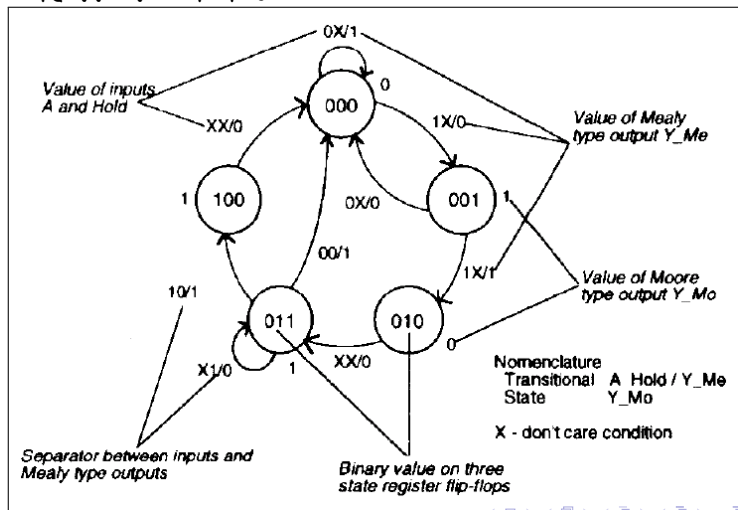 0X/1
0
Value of inputs
A and Hold
000
XX/0
1X/0
Value of Mealy
type output Y_Me
1
100
0X/0
001
1
00/1
1X/1
Value of Moore
type output Y_Mo
10/1
011
010
0
X1/0
1
XX/0
Nomenclature
Transitional A Hold / Y_Me
State Y_Mo
X - don't care condition
Separator between inputs and
Mealy type outputs
Binary value on three
state register flip-flops